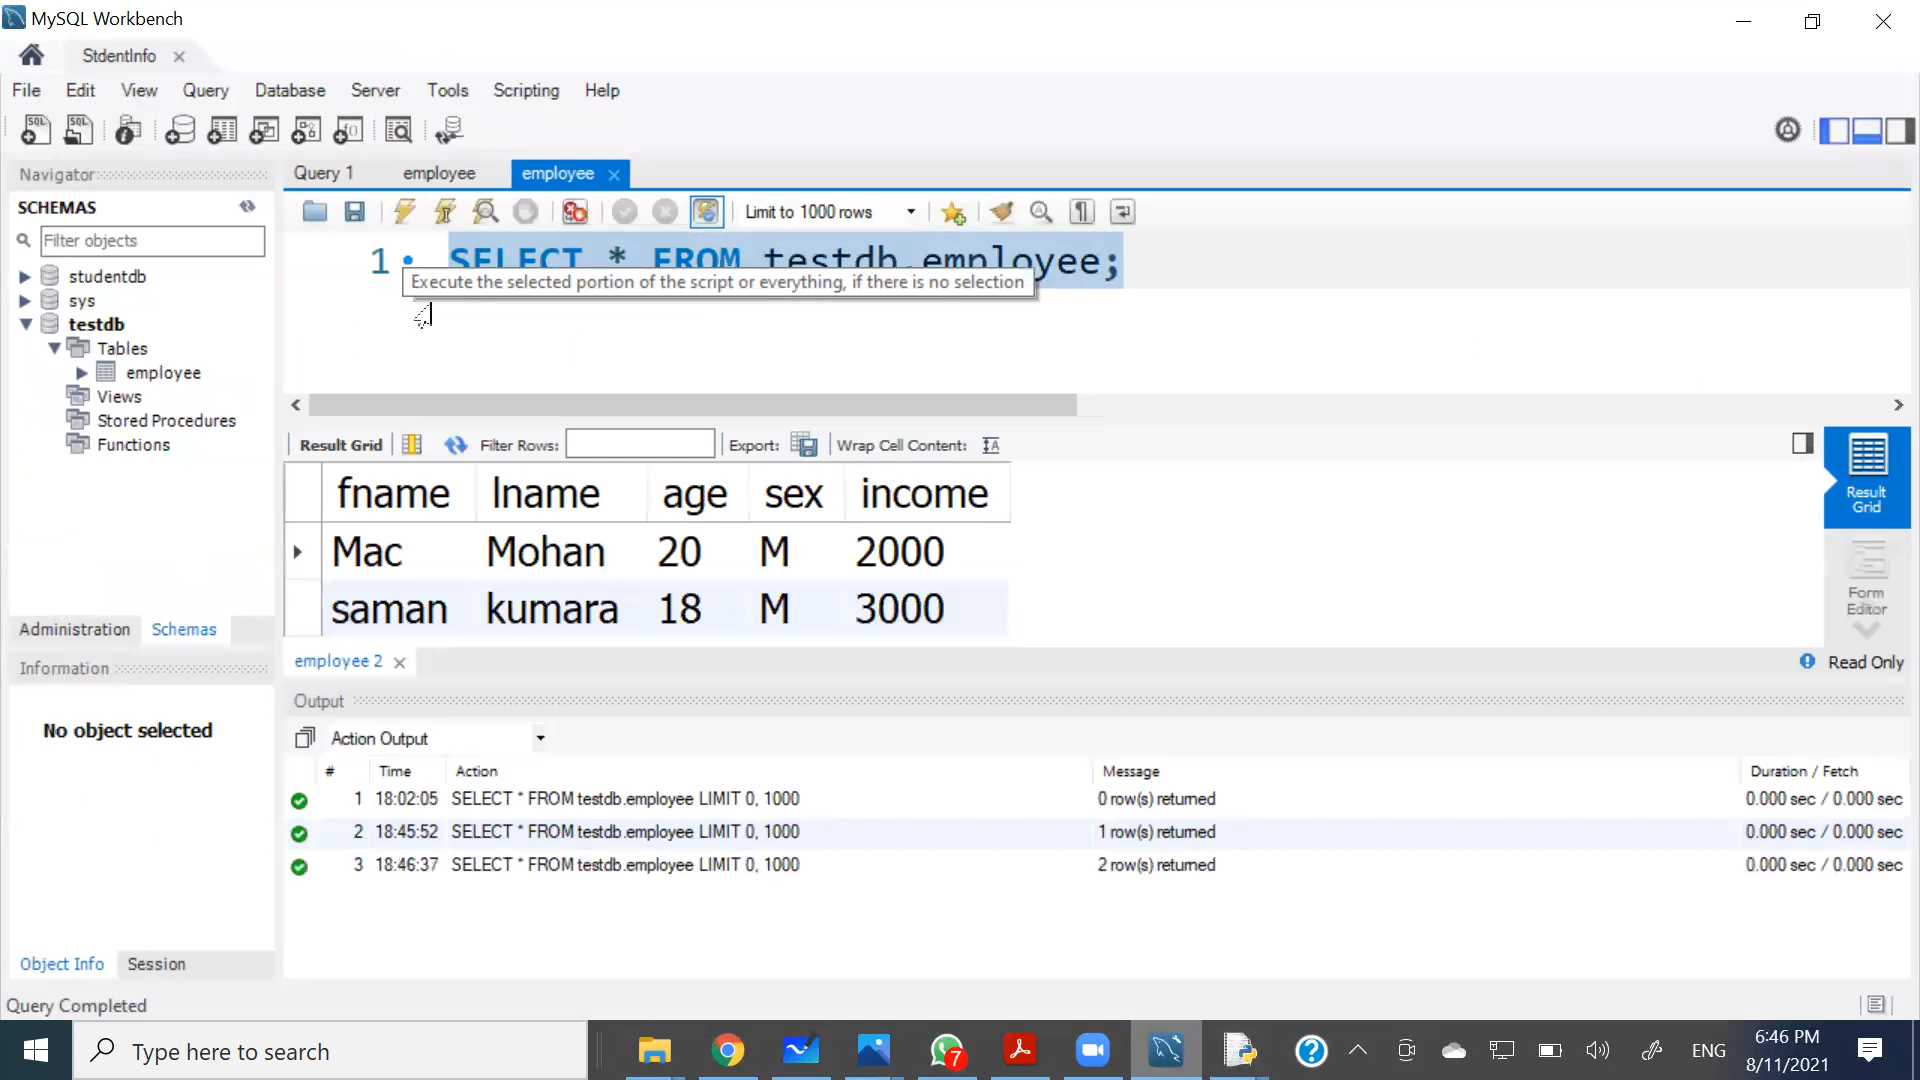 MySQL Workbench
StdentInfo
File Edit View Query Database Server Tools Scripting Help
SQL SQL
Navigator
SCHEMAS
Filter objects
studentdb
sys
testdb
Tables
employee
Views
Stored Procedures
Functions
Administration Schemas
Information
No object selected
Object Info Session
Query 1 employee employee
Limit to 1000 rows
1 SELECT * FROM testdb.employee;
Execute the selected portion of the script or everything, if there is no selection
Result Grid Filter Rows: Export: Wrap Cell Content:
fname lname age sex income
Mac Mohan 20 M 2000
saman kumara 18 M 3000
Result
Grid
Form
Editor
employee 2
Read Only
Output
Action Output
# Time Action Message Duration / Fetch
1 18:02:05 SELECT * FROM testdb.employee LIMIT 0, 1000 0 row(s) returned 0.000 sec / 0.000 sec
2 18:45:52 SELECT * FROM testdb.employee LIMIT 0, 1000 1 row(s) returned 0.000 sec / 0.000 sec
3 18:46:37 SELECT * FROM testdb.employee LIMIT 0, 1000 2 row(s) returned 0.000 sec / 0.000 sec
Query Completed
Type here to search
7
ENG
6:46 PM
8/11/2021